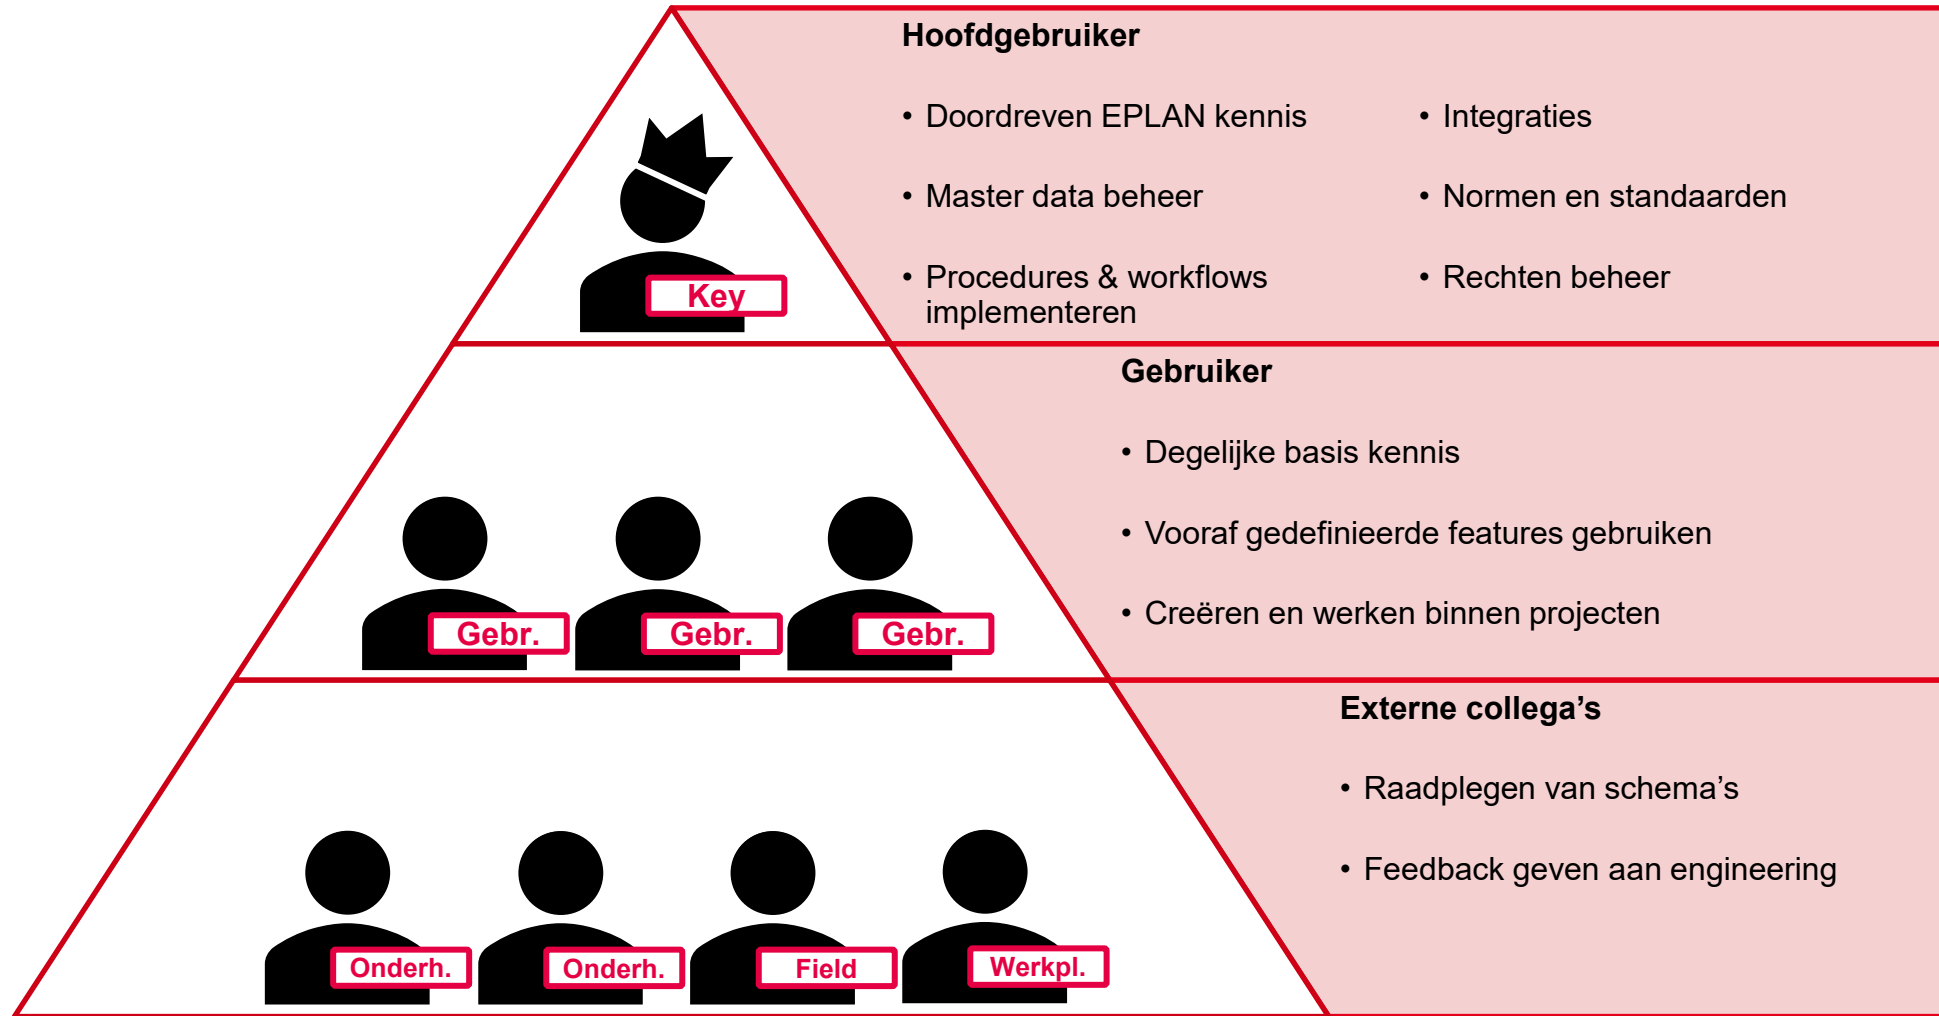 Hoofdgebruiker
• Doordreven EPLAN kennis
• Master data beheer
• Procedures & workflows
implementeren
• Integraties
• Normen en standaarden
• Rechten beheer
Key
Gebruiker
• Degelijke basis kennis
• Vooraf gedefinieerde features gebruiken
• Creëren en werken binnen projecten
Gebr.
Gebr.
Gebr.
Externe collega’s
• Raadplegen van schema’s
• Feedback geven aan engineering
Onderh.
Onderh.
Field
Werkpl.